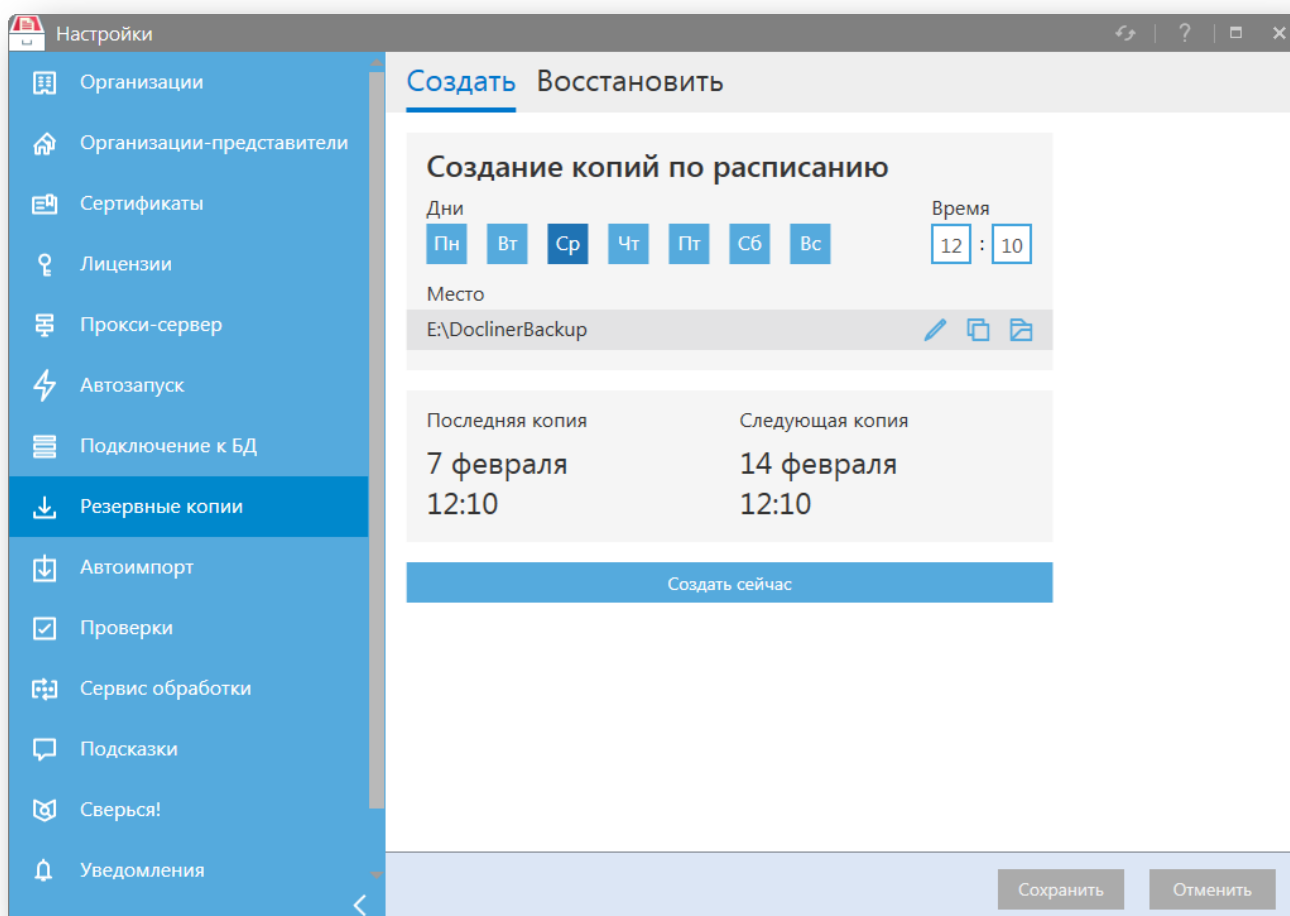 Настройки
?
Организации
Организации-представители
Сертификаты
Лицензии
Прокси-сервер
Автозапуск
Подключение к БД
Резервные копии
Автоимпорт
Проверки
Сервис обработки
Подсказки
Сверься!
Уведомления
Создать Восстановить
Создание копий по расписанию
Дни Время
Пн Вт Ср Чт Пт Сб Вс 12 : 10
Место
E:\DoclinerBackup
Последняя копия Следующая копия
7 февраля 14 февраля
12:10 12:10
Создать сейчас
Сохранить Отменить